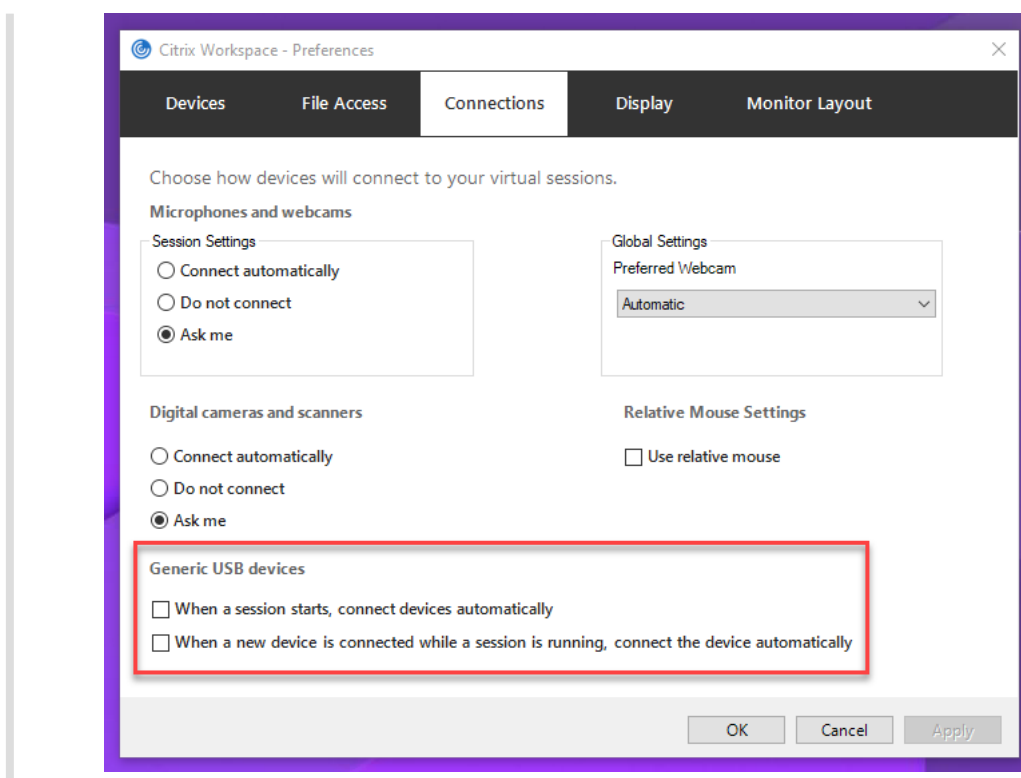 Citrix Workspace - Preferences
Devices File Access Connections Display Monitor Layout
Choose how devices will connect to your virtual sessions.
Microphones and webcams
Session Settings
Connect automatically
Do not connect
Ask me
Global Settings
Preferred Webcam
Automatic
Digital cameras and scanners
Connect automatically
Do not connect
Ask me
Relative Mouse Settings
Use relative mouse
Generic USB devices
When a session starts, connect devices automatically
When a new device is connected while a session is running, connect the device automatically
OK Cancel Apply